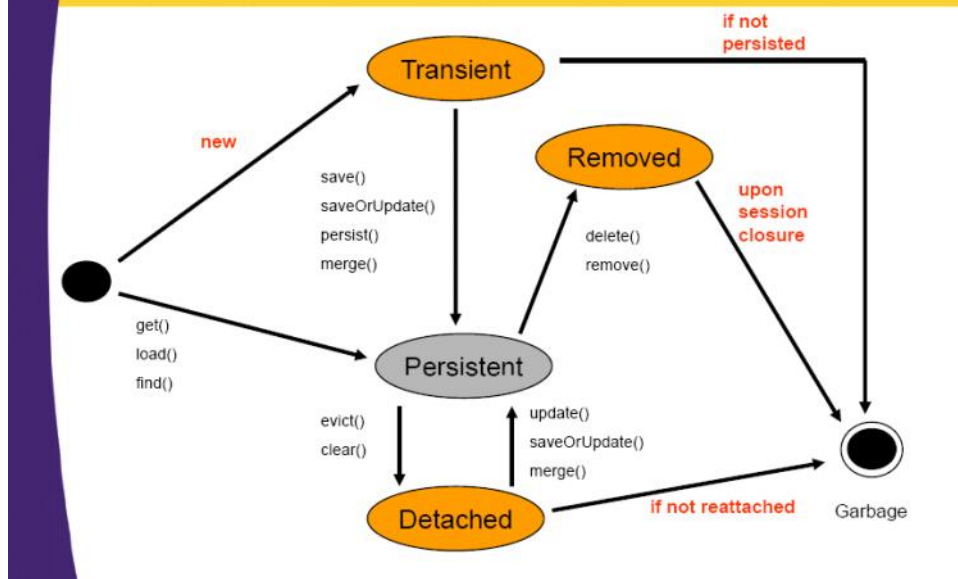 if not
persisted
Transient
new
Removed
save()
saveOrUpdate()
persist()
merge()
upon
session
closure
delete()
remove()
get()
load()
find()
Persistent
evict()
clear()
update()
saveOrUpdate()
merge()
if not reattached
Garbage
Detached